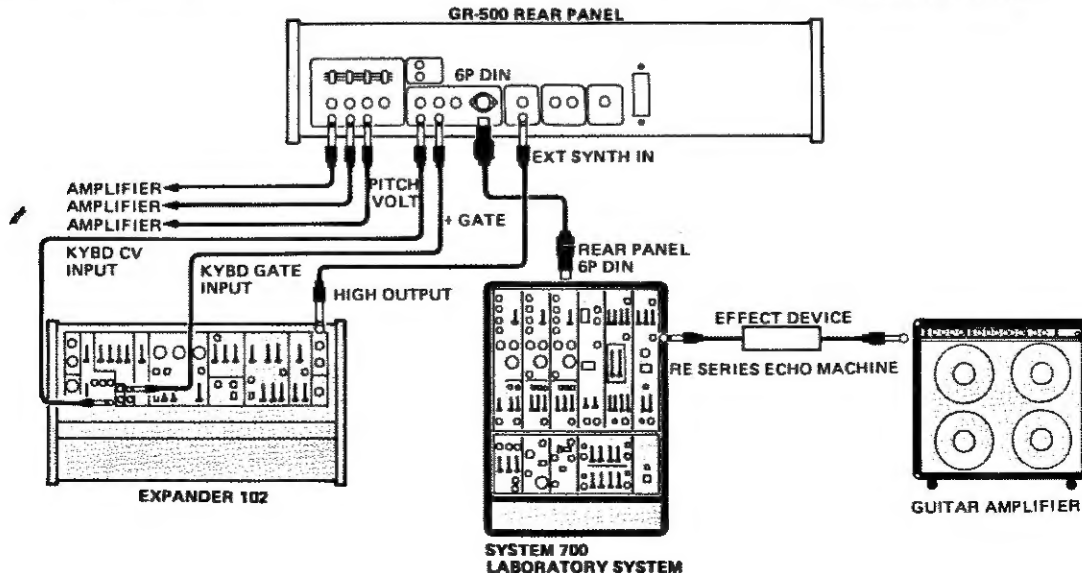 GR-500 REAR PANEL
6P DIN
EXT SYNTH IN
AMPLIFIER
AMPLIFIER
AMPLIFIER
PITCH
VOLT
+ GATE
KYBD CV
INPUT
KYBD GATE
INPUT
HIGH OUTPUT
REAR PANEL
6P DIN
EFFECT DEVICE
RE SERIES ECHO MACHINE
EXPANDER 102
GUITAR AMPLIFIER
SYSTEM 700
LABORATORY SYSTEM